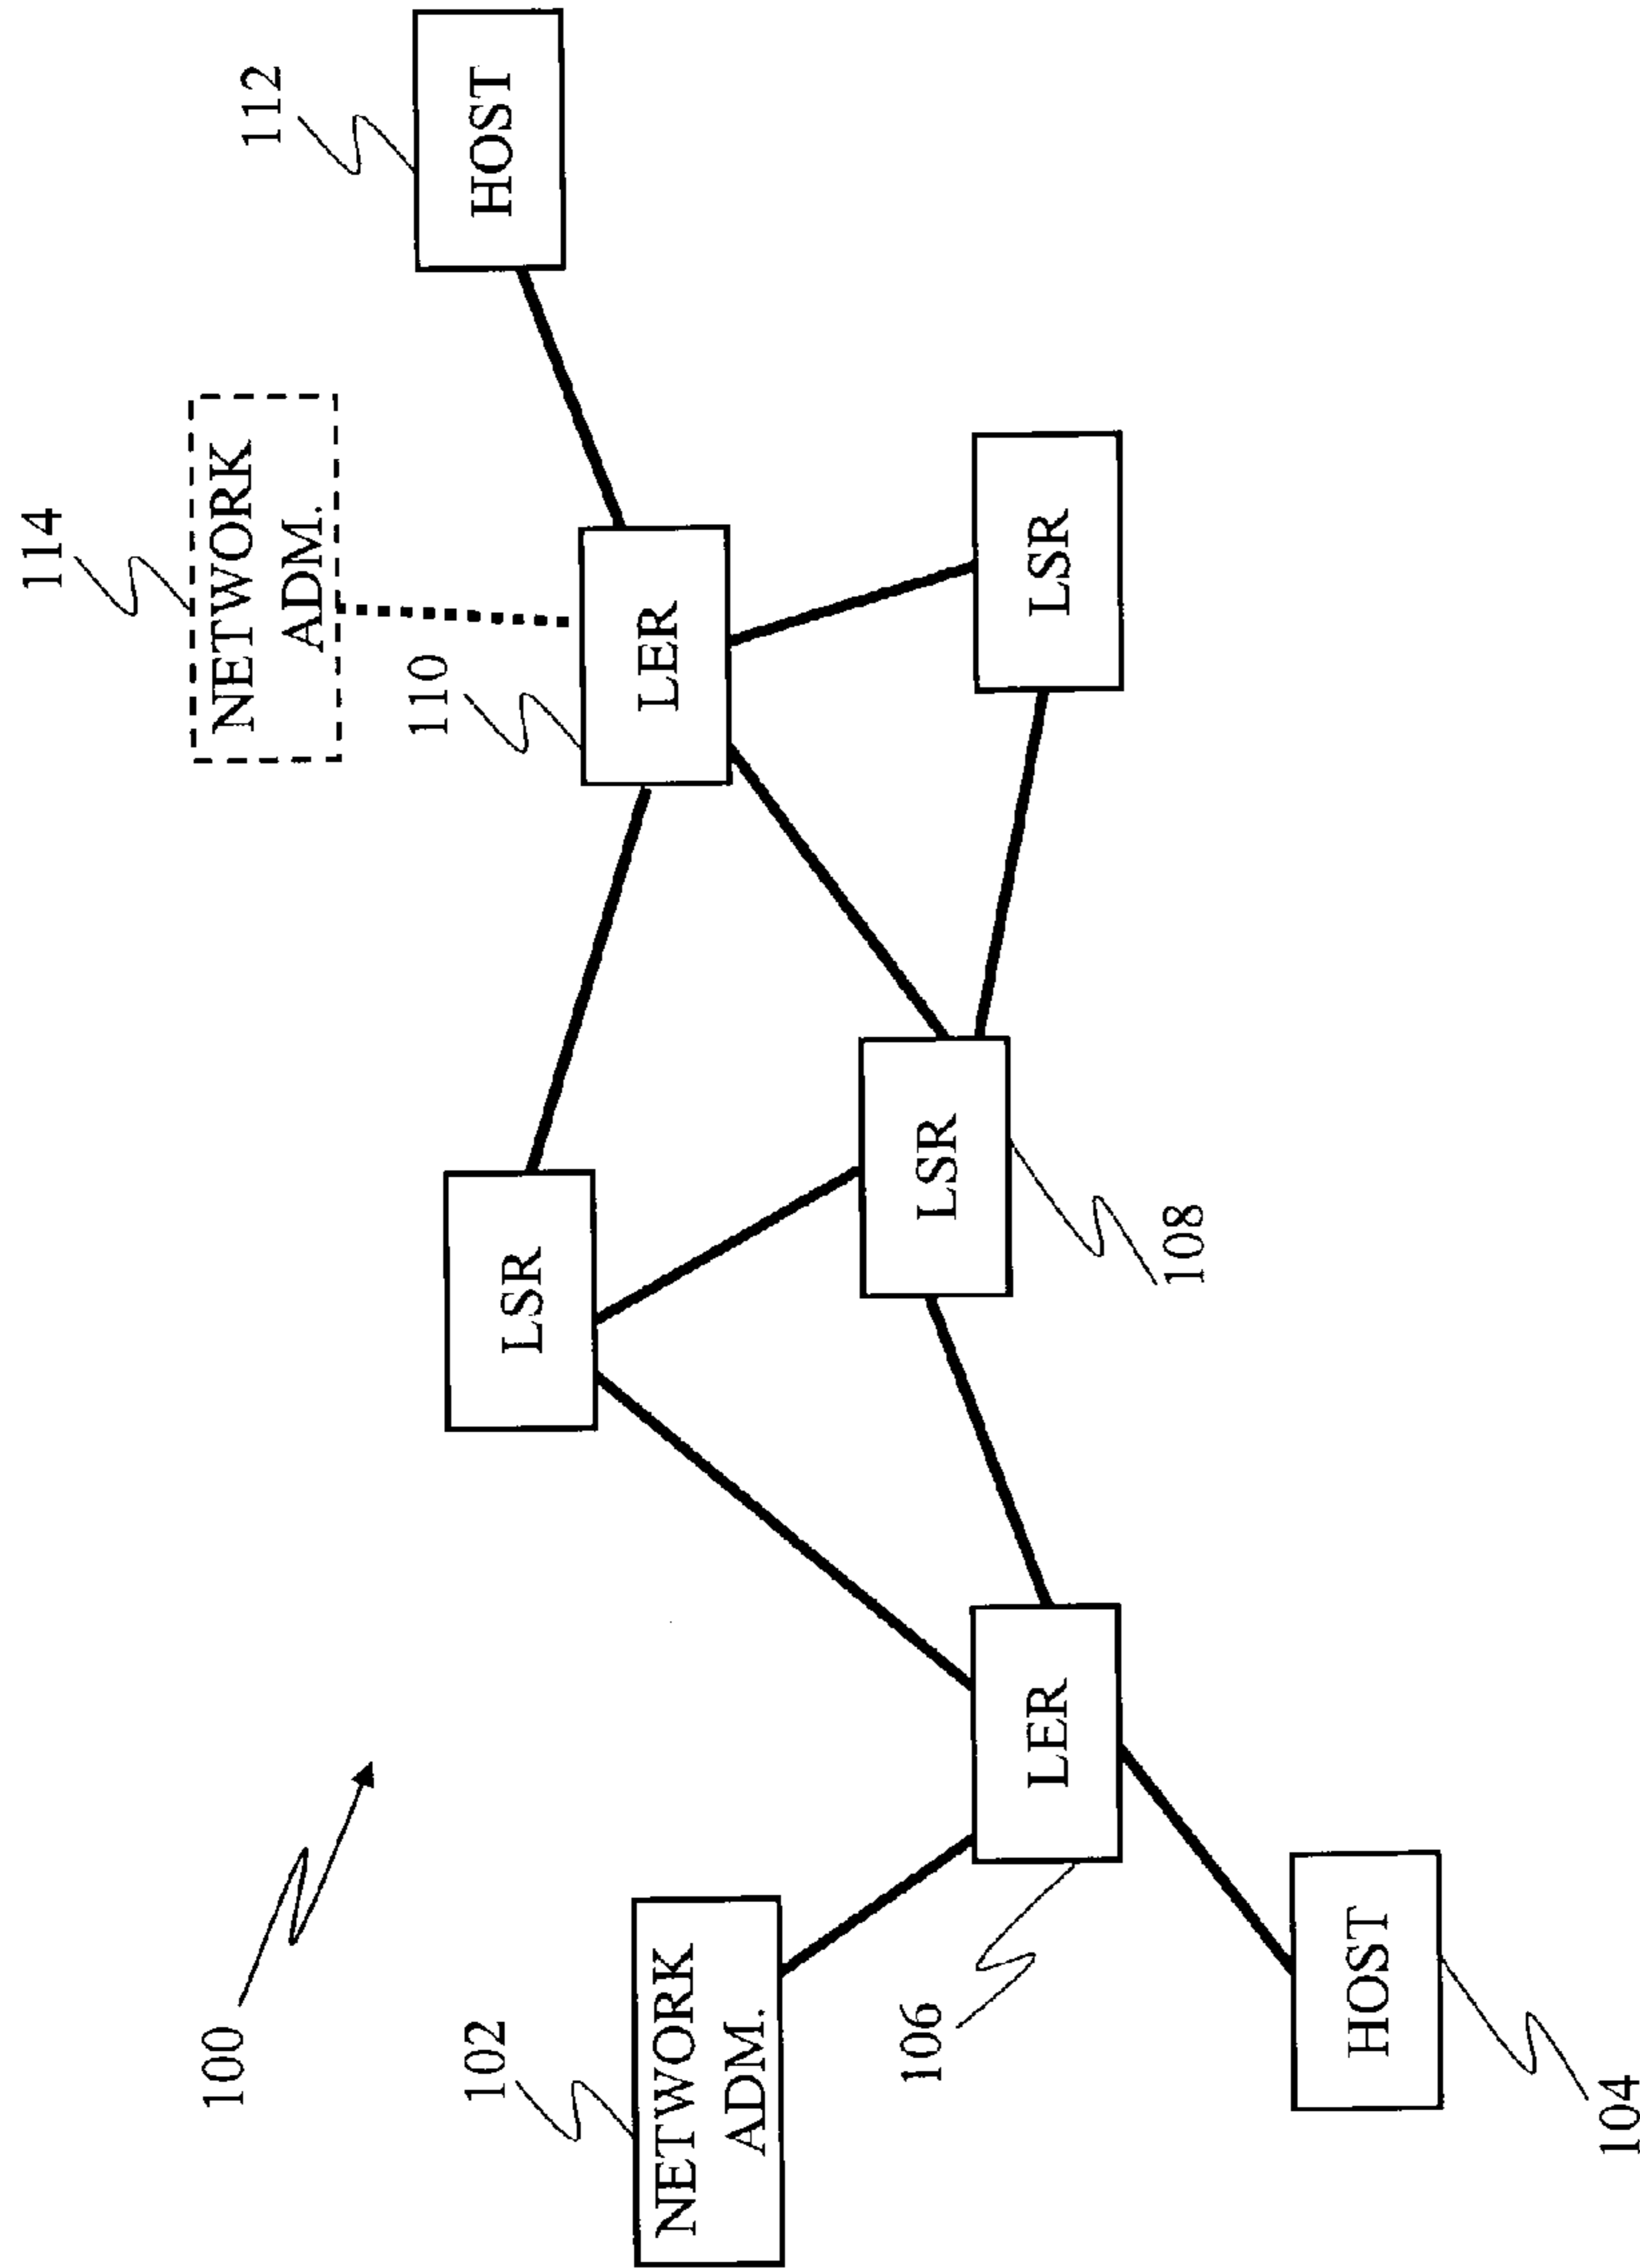 114
100
NETWORK
ADM.
112
110
102
HOST
LSR
LER
NETWORK
ADM.
106
LSR
LER
LSR
108
HOST
104